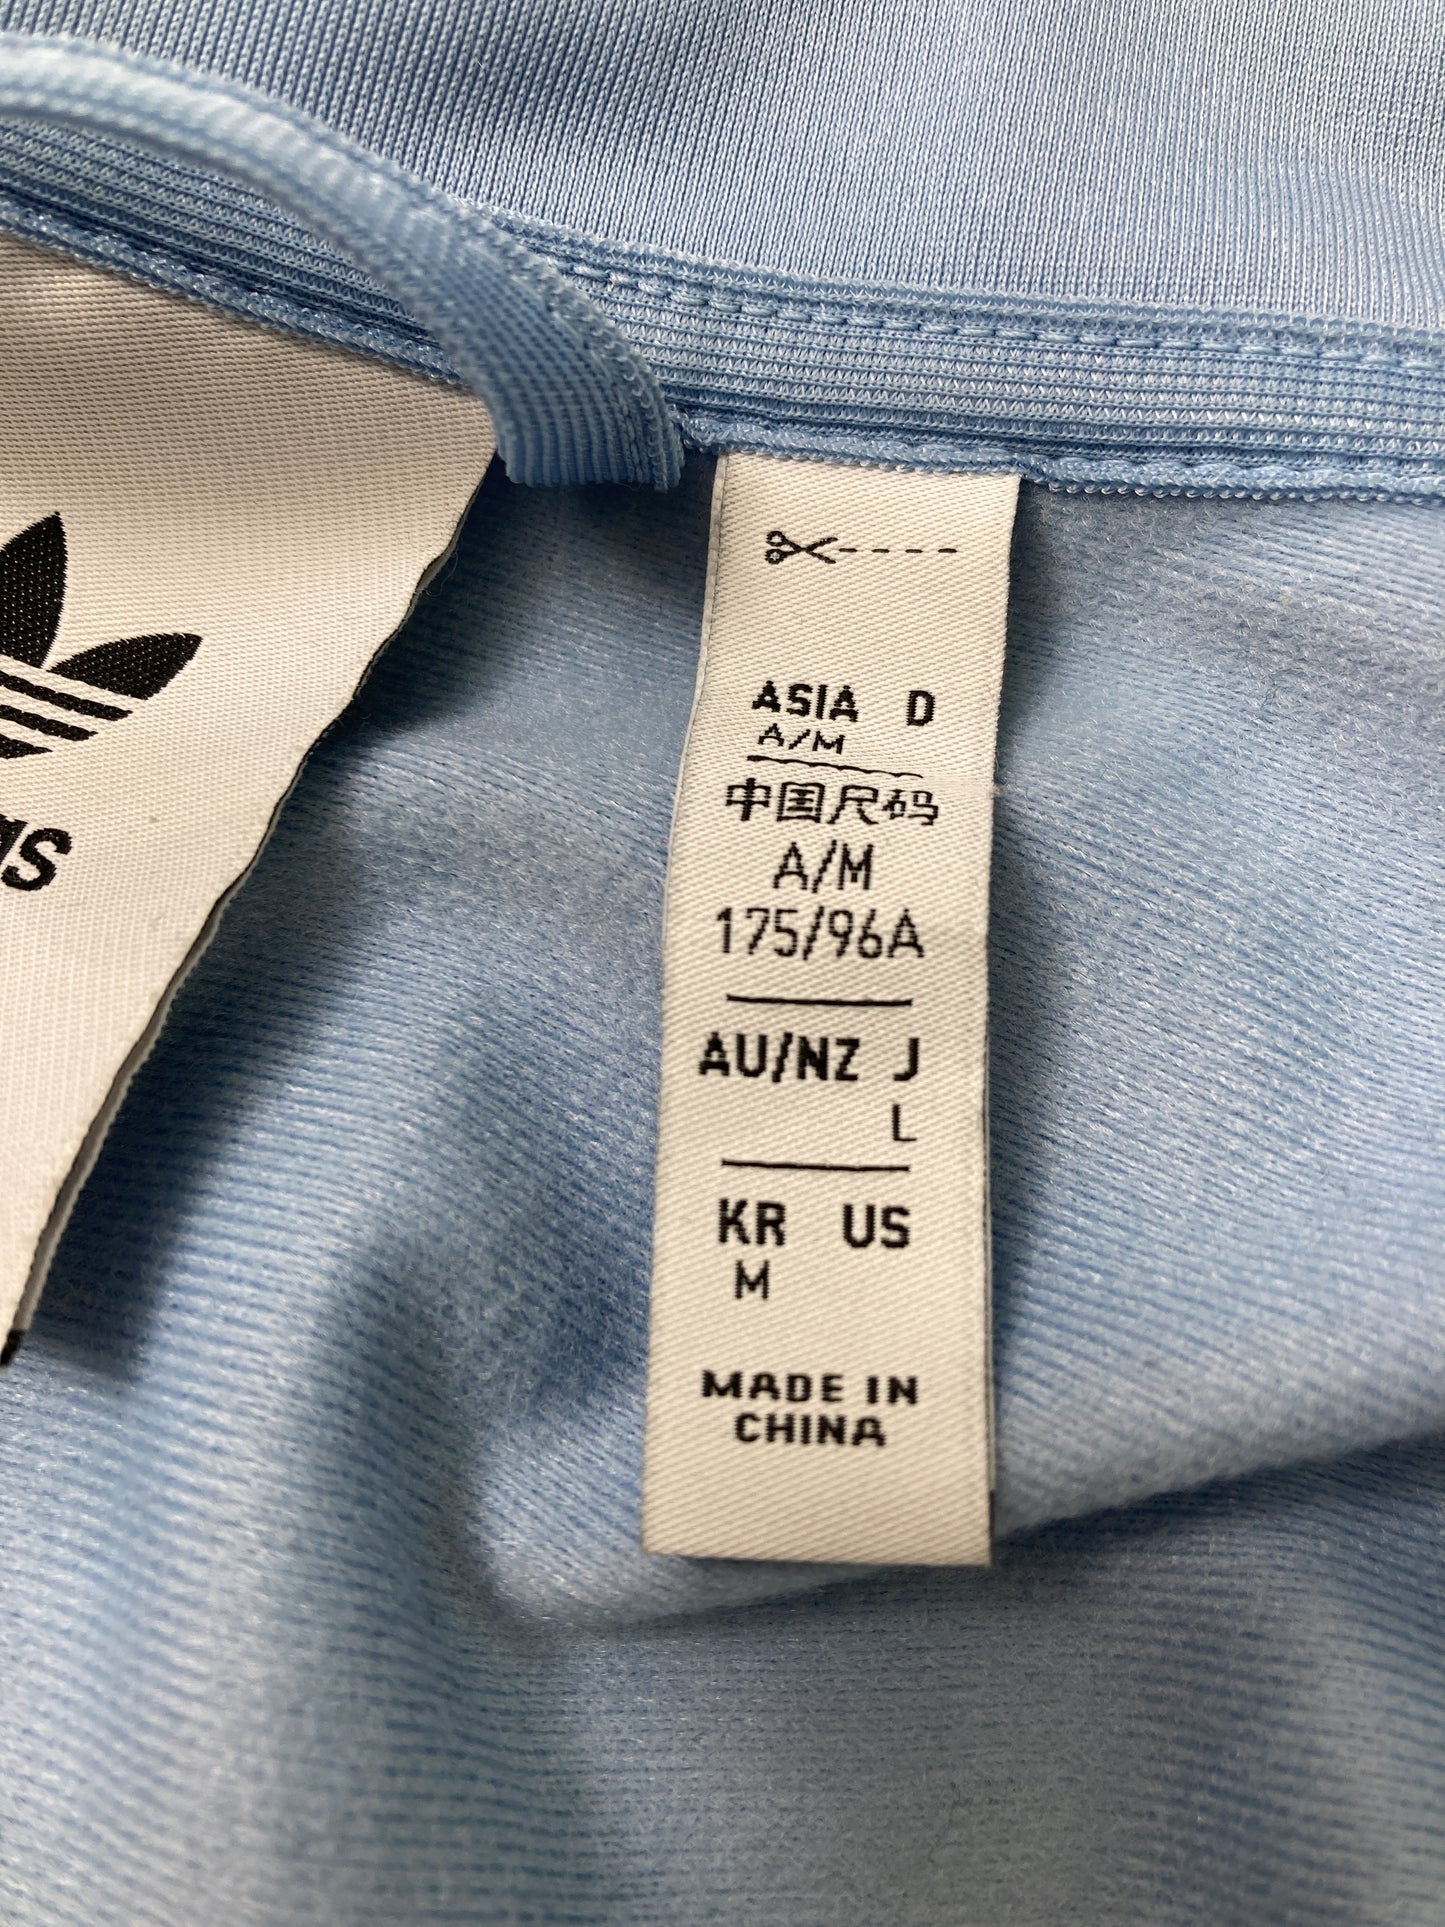 ASIA D
A/M
中国尺码
A/M
175/96A
AU/NZ J
L
KR US
M
MADE IN
CHINA